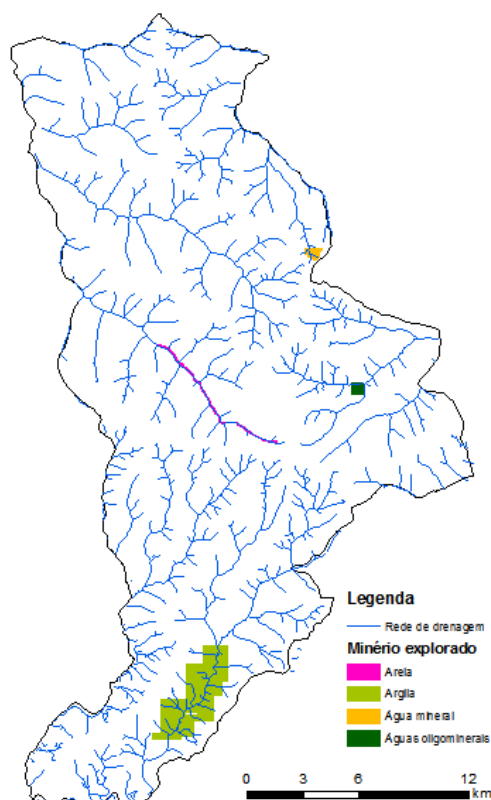 Legenda
Rede de drenagem
Minério explorado
Areia
Argila
Água mineral
Águas oligominerais
0 3 6 12
km